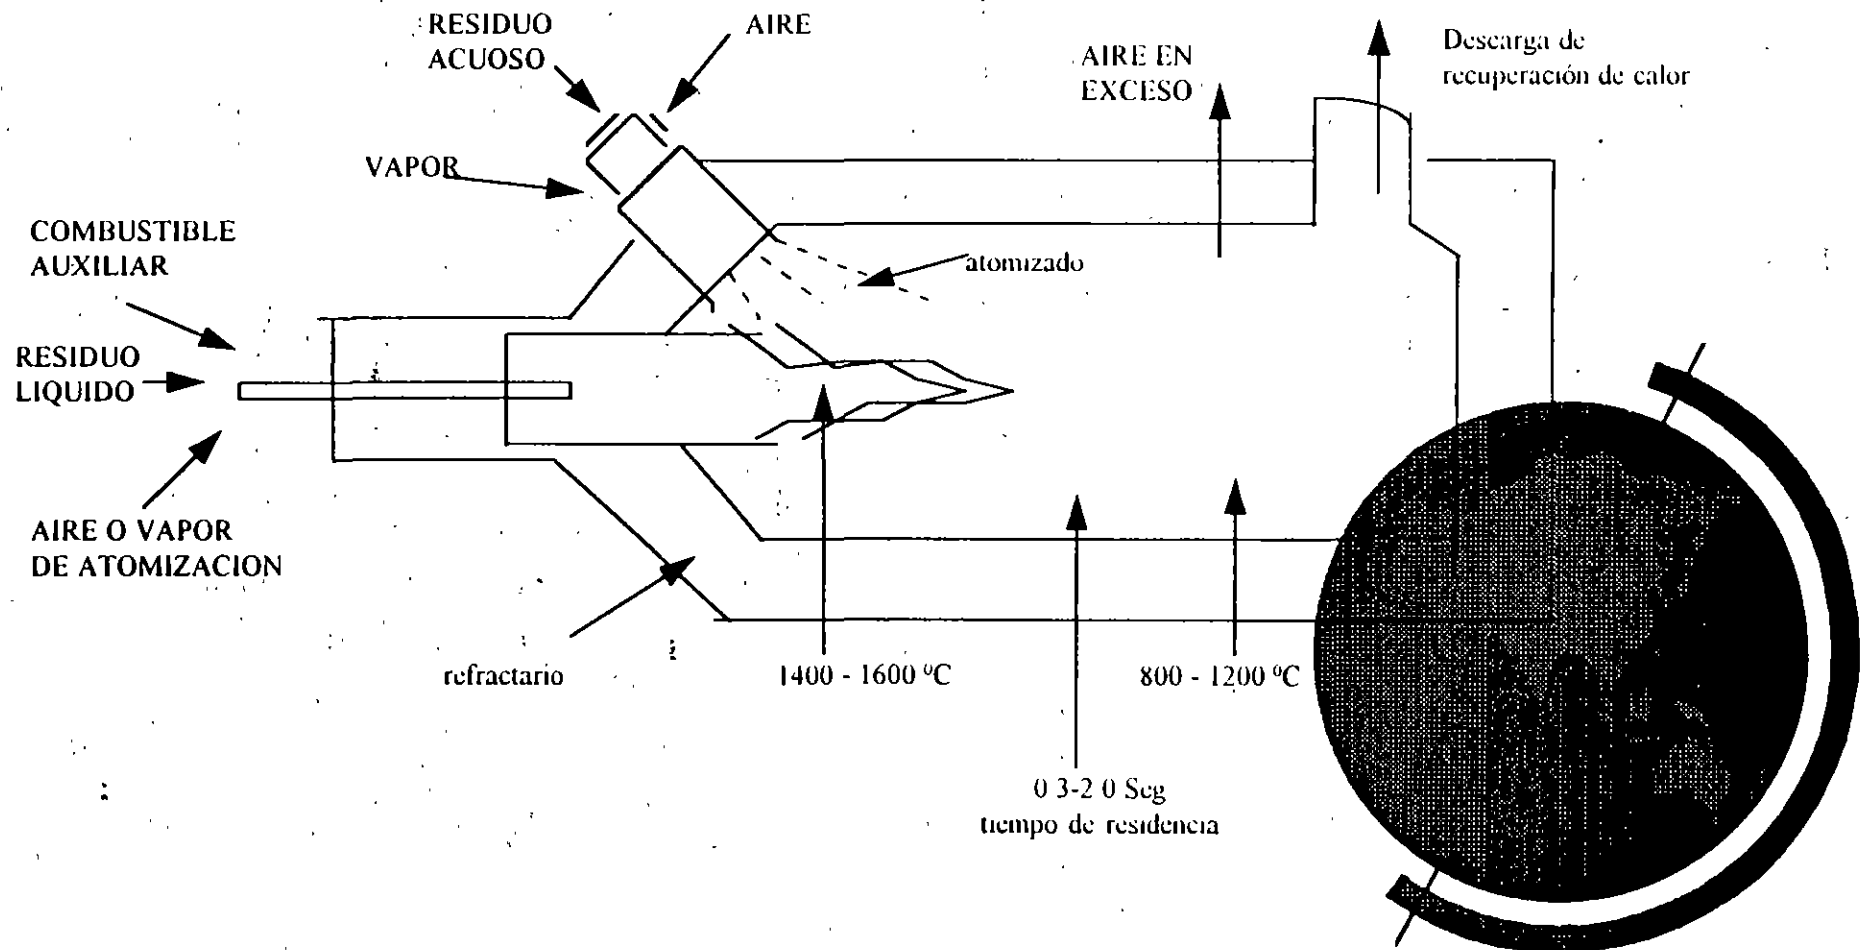 RESIDUO
ACUOSO
AIRE
AIRE EN
EXCESO
Descarga de
recuperación de calor
VAPOR
COMBUSTIBLE
AUXILIAR
atomizado
RESIDUO
LIQUIDO
AIRE O VAPOR
DE ATOMIZACION
refractario
1400 - 1600 ºC
800 - 1200 ºC
0 3-2 0 Seg
tiempo de residencia